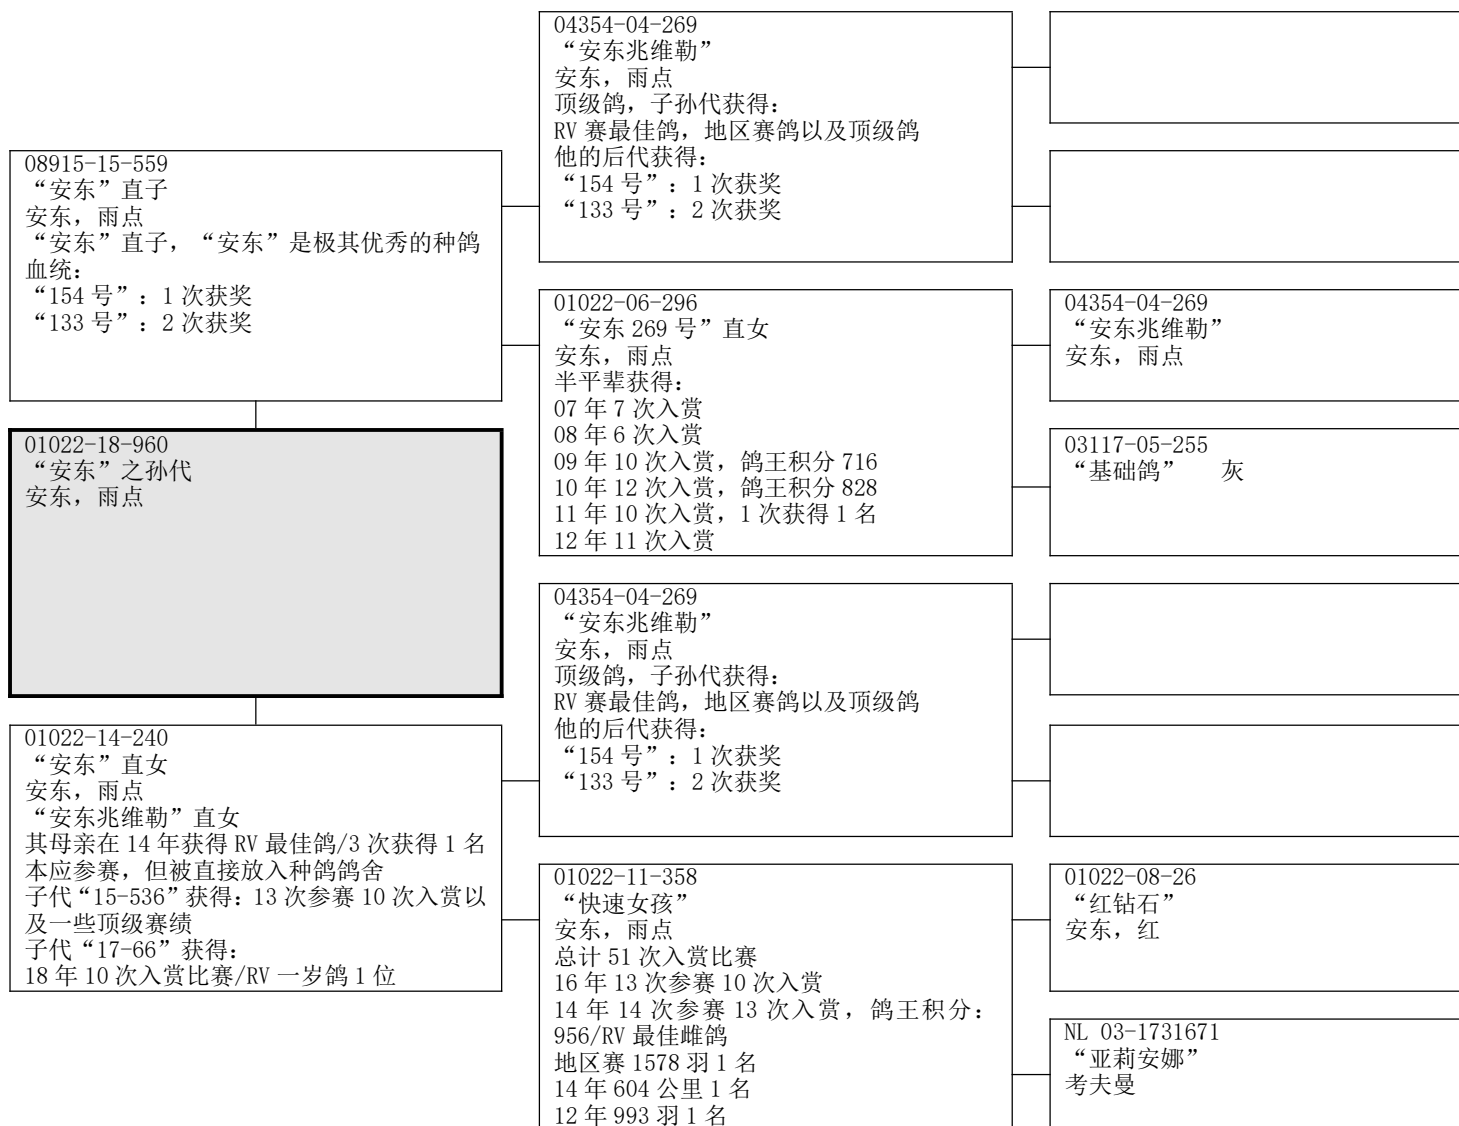 08915-15-559
“安东”直子
安东，雨点
“安东”直子，“安东”是极其优秀的种鸽
血统：
“154 号”：1 次获奖
“133 号”：2 次获奖
01022-18-960
“安东”之孙代
安东，雨点
01022-14-240
“安东”直女
安东，雨点
“安东兆维勒”直女
其母亲在 14 年获得 RV 最佳鸽/3 次获得 1 名
本应参赛，但被直接放入种鸽鸽舍
子代“15-536”获得：13 次参赛 10 次入赏以
及一些顶级赛绩
子代“17-66”获得：
18 年 10 次入赏比赛/RV 一岁鸽 1 位
04354-04-269
“安东兆维勒”
安东，雨点
顶级鸽，子孙代获得：
RV 赛最佳鸽，地区赛鸽以及顶级鸽
他的后代获得：
“154 号”：1 次获奖
“133 号”：2 次获奖
01022-06-296
“安东 269 号”直女
安东，雨点
半平辈获得：
07 年 7 次入赏
08 年 6 次入赏
09 年 10 次入赏，鸽王积分 716
10 年 12 次入赏，鸽王积分 828
11 年 10 次入赏，1 次获得 1 名
12 年 11 次入赏
04354-04-269
“安东兆维勒”
安东，雨点
顶级鸽，子孙代获得：
RV 赛最佳鸽，地区赛鸽以及顶级鸽
他的后代获得：
“154 号”：1 次获奖
“133 号”：2 次获奖
01022-11-358
“快速女孩”
安东，雨点
总计 51 次入赏比赛
16 年 13 次参赛 10 次入赏
14 年 14 次参赛 13 次入赏，鸽王积分：
956/RV 最佳雌鸽
地区赛 1578 羽 1 名
14 年 604 公里 1 名
12 年 993 羽 1 名
04354-04-269
“安东兆维勒”
安东，雨点
03117-05-255
“基础鸽”　灰
01022-08-26
“红钻石”
安东，红
NL 03-1731671
“亚莉安娜”
考夫曼